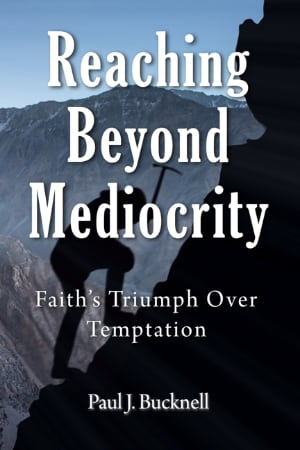 Reaching
Beyond
Mediocrity
Faith's Triumph Over
Temptation
Paul J. Bucknell